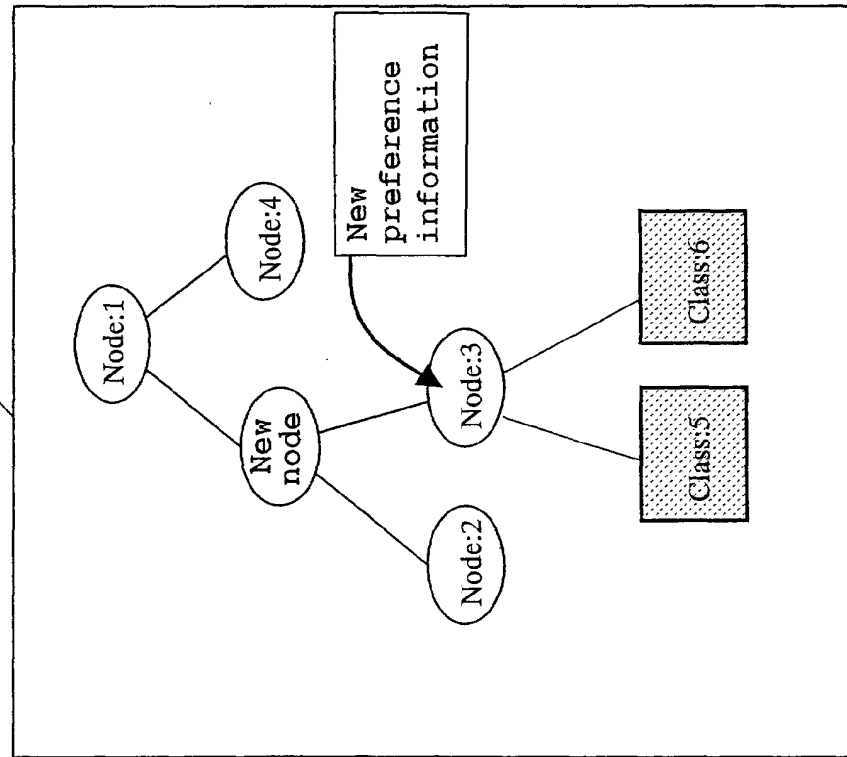 Node:1
Node:4
New
node
New
preference
information
Node:2
Node:3
Class:5
Class:6